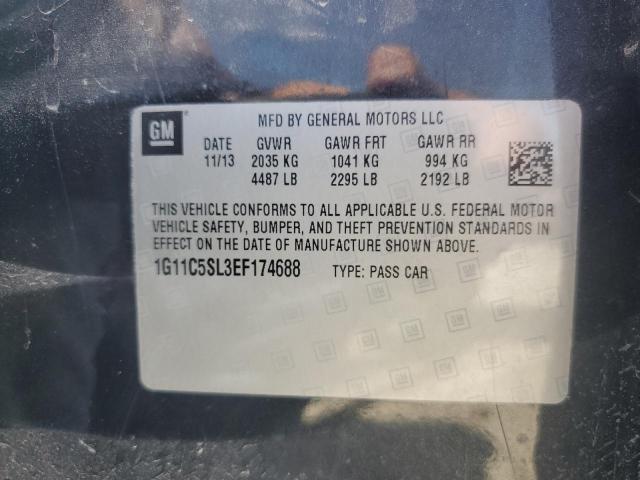 GM
MFD BY GENERAL MOTORS LLC
DATE GVWR GAWR FRT GAWR RR
11/13 2035 KG 1041 KG 994 KG
4487 LB 2295 LB 2192 LB
THIS VEHICLE CONFORMS TO ALL APPLICABLE U.S. FEDERAL MOTOR
VEHICLE SAFETY, BUMPER, AND THEFT PREVENTION STANDARDS IN
EFFECT ON THE DATE OF MANUFACTURE SHOWN ABOVE.
1G11C5SL3EF174688 TYPE: PASS CAR